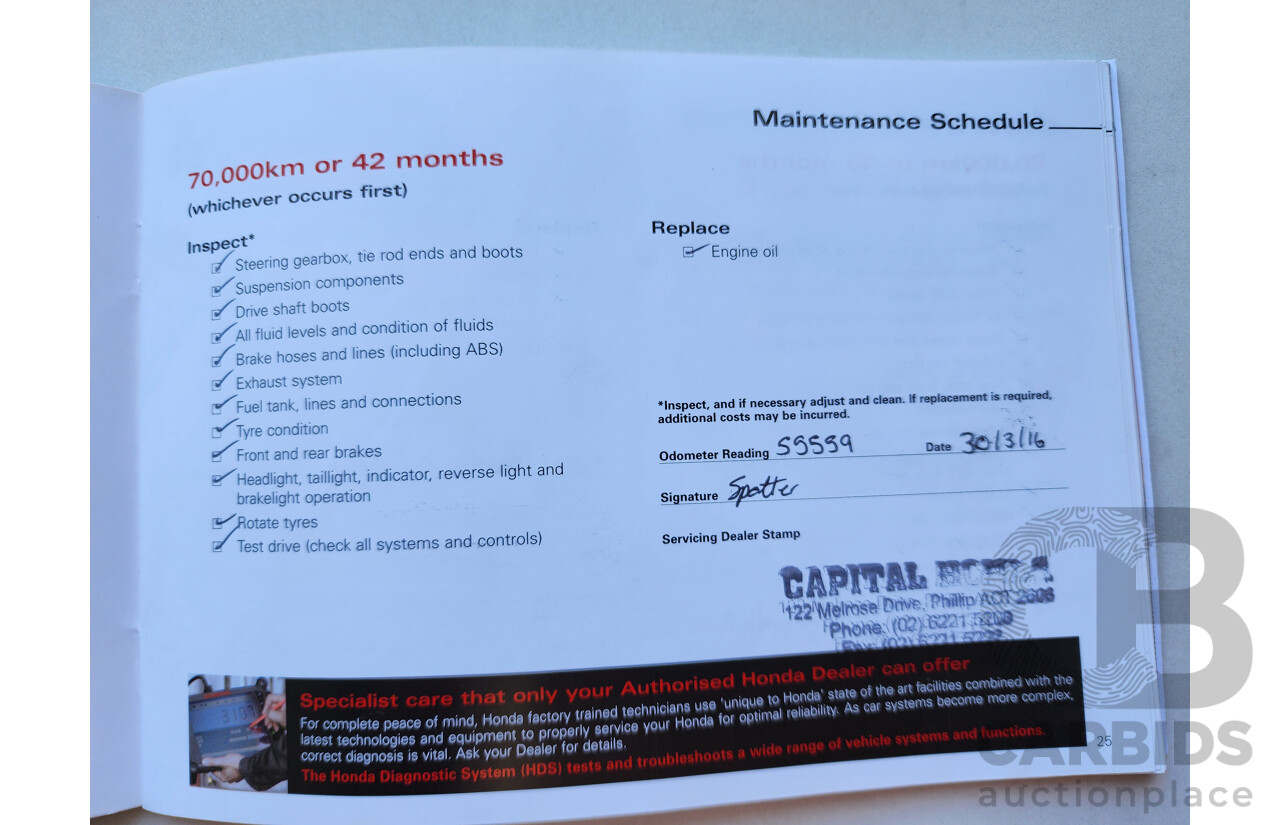 Maintenance Schedule
70,000km or 42 months
(whichever occurs first)
Inspect*
Steering gearbox, tie rod ends and boots
Suspension components
Drive shaft boots
All fluid levels and condition of fluids
Brake hoses and lines (including ABS)
Exhaust system
Fuel tank, lines and connections
Tyre condition
Front and rear brakes
Headlight, taillight, indicator, reverse light and
brakelight operation
Rotate tyres
Test drive (check all systems and controls)
Replace
Engine oil
*Inspect, and if necessary adjust and clean. If replacement is required,
additional costs may be incurred.
Odometer Reading 59559 Date 30/3/16
Signature Spotter
Servicing Dealer Stamp
CAPITAL HONDA
122 Melrose Drive, Phillip ACT 2606
Phone: (02) 6221
Fax: (02) 6221
Specialist care that only your Authorised Honda Dealer can offer
For complete peace of mind, Honda factory trained technicians use 'unique to Honda' state of the art facilities combined with the
latest technologies and equipment to properly service your Honda for optimal reliability. As car systems become more complex,
correct diagnosis is vital. Ask your Dealer for details.
The Honda Diagnostic System (HDS) tests and troubleshoots a wide range of vehicle systems and functions.
25
CARBIDS
auctionplace